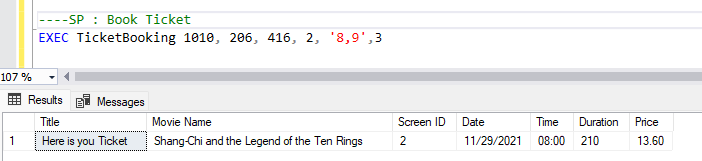 ----SP : Book Ticket
EXEC TicketBooking 1010, 206, 416, 2, '8,9',3
107 %
Results Messages
Title Movie Name Screen ID Date Time Duration Price
1 Here is you Ticket Shang-Chi and the Legend of the Ten Rings 2 11/29/2021 08:00 210 13.60